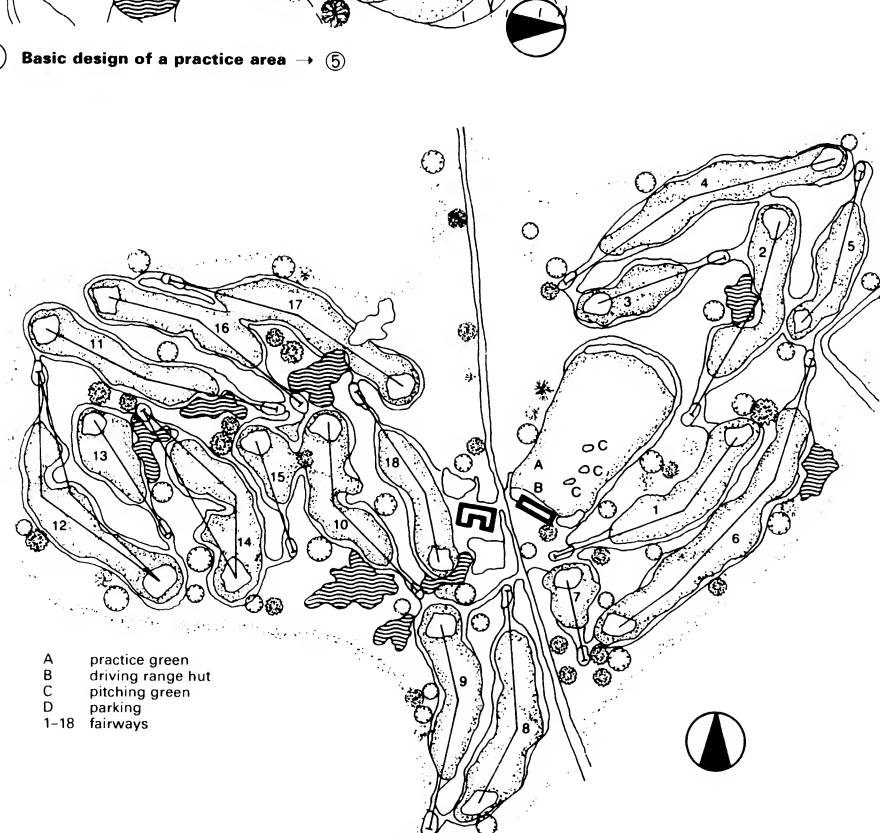 Basic design of a practice area → ⑤
4
2
5
3
17
16
11
A
C
C
B
C
13
18
15
1
12
10
14
6
7
9
8
A practice green
B driving range hut
C pitching green
D parking
1–18 fairways